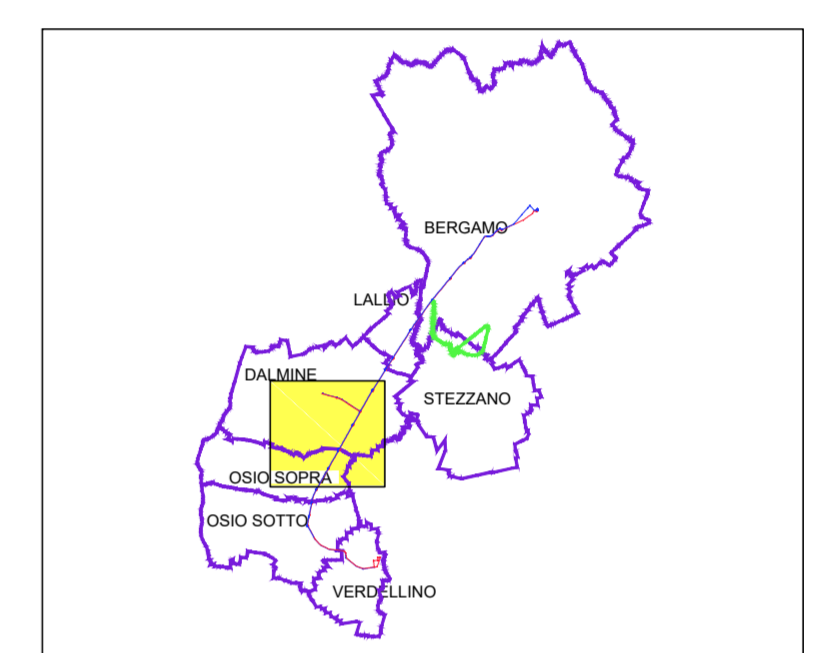 BERGAMO
LALLIO
DALMINE
STEZZANO
OSIO SOPRA
OSIO SOTTO
VERDELLINO